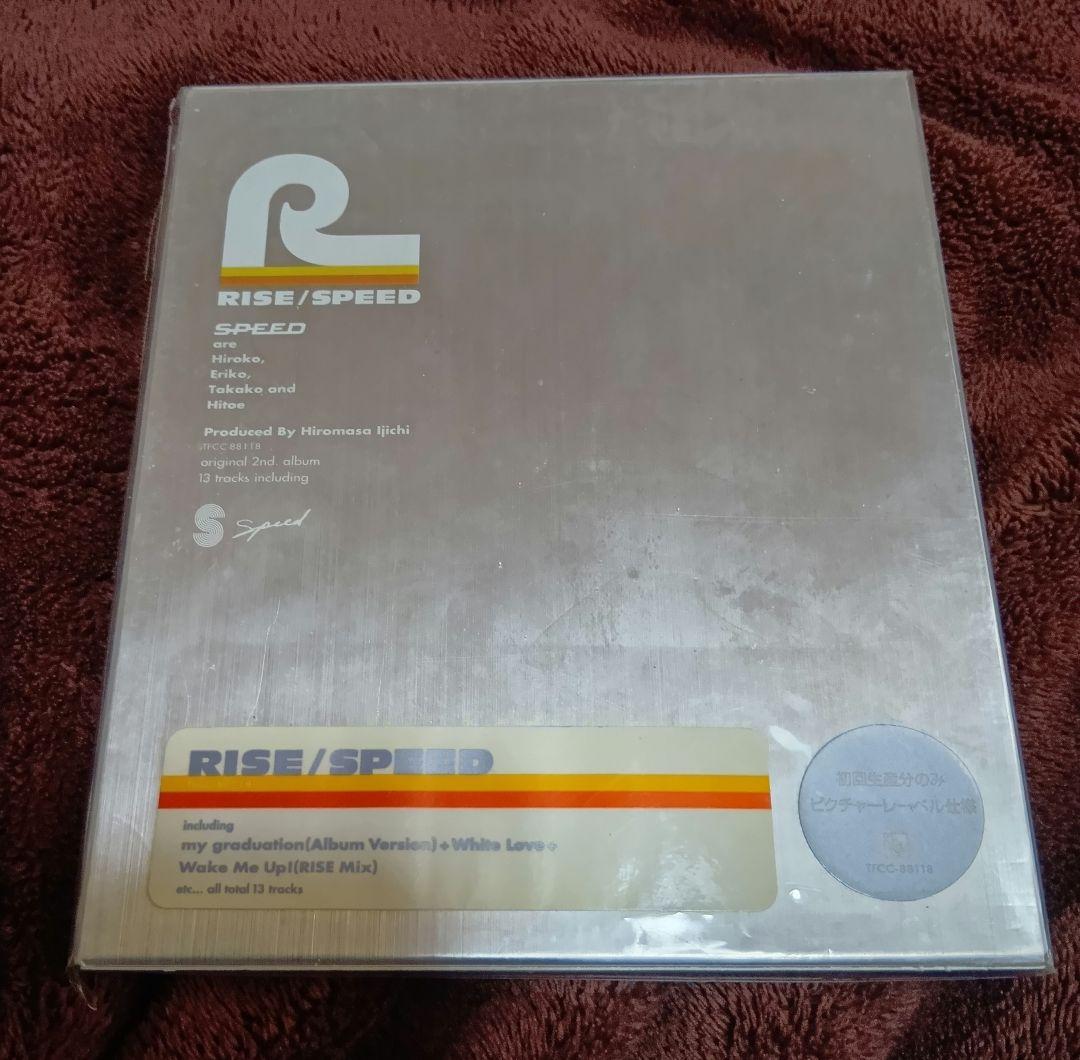 R
RISE/SPEED
SPEED
are
Hiroko,
Eriko,
Takako and
Hitoe
Produced By Hiromasa Ijichi
TFCC 88118
original 2nd. album
13 tracks including
S Speed
RISE/SPEED
including
my graduation(Album Version)+White Love+
Wake Me Up!(RISE Mix)
etc... all total 13 tracks
初回生産分のみ
ピクチャーレーベル仕様
TFCC-88118